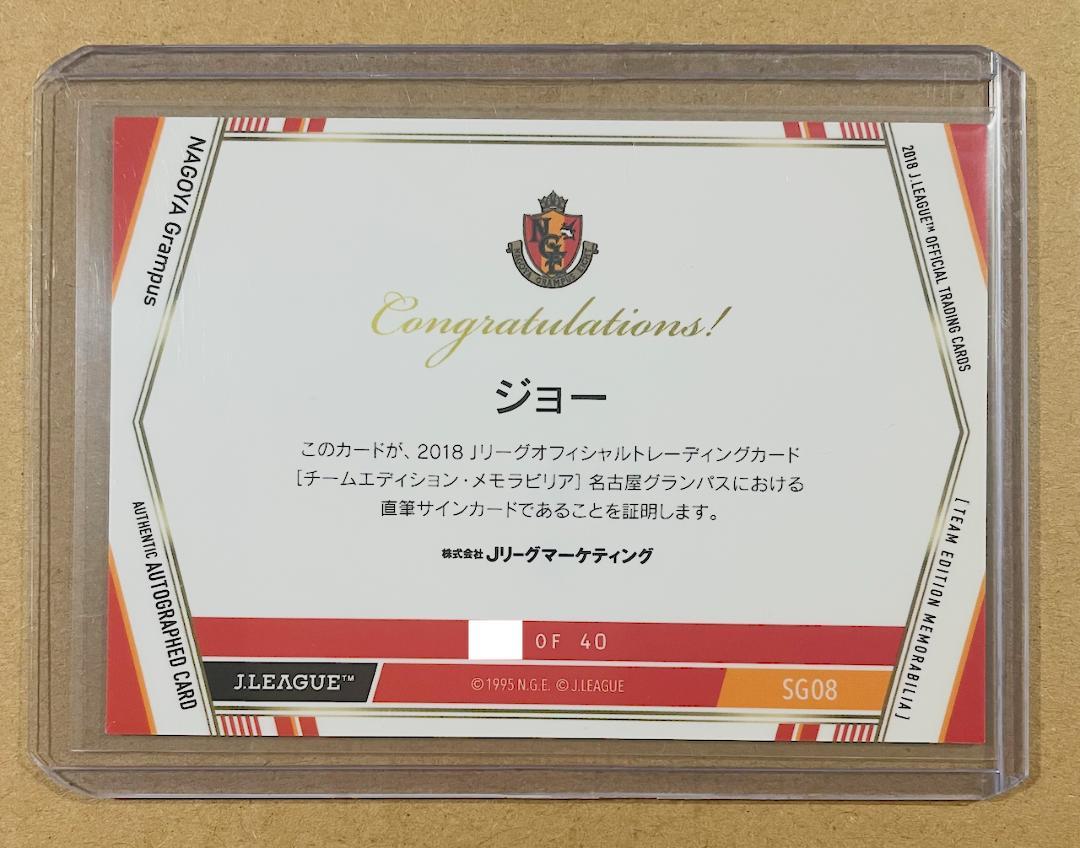 NAGOYA Grampus
2018 J.LEAGUE™ OFFICIAL TRADING CARDS
NGE
NAGOYA GRAMPUS EIGHT
Congratulations!
ジョー
このカードが、2018 Jリーグオフィシャルトレーディングカード
[チームエディション・メモラビリア] 名古屋グランパスにおける
直筆サインカードであることを証明します。
株式会社Jリーグマーケティング
AUTHENTIC AUTOGRAPHED CARD
[TEAM EDITION MEMORABILIA]
OF 40
J.LEAGUE™
©1995 N.G.E. ©J.LEAGUE
SG08